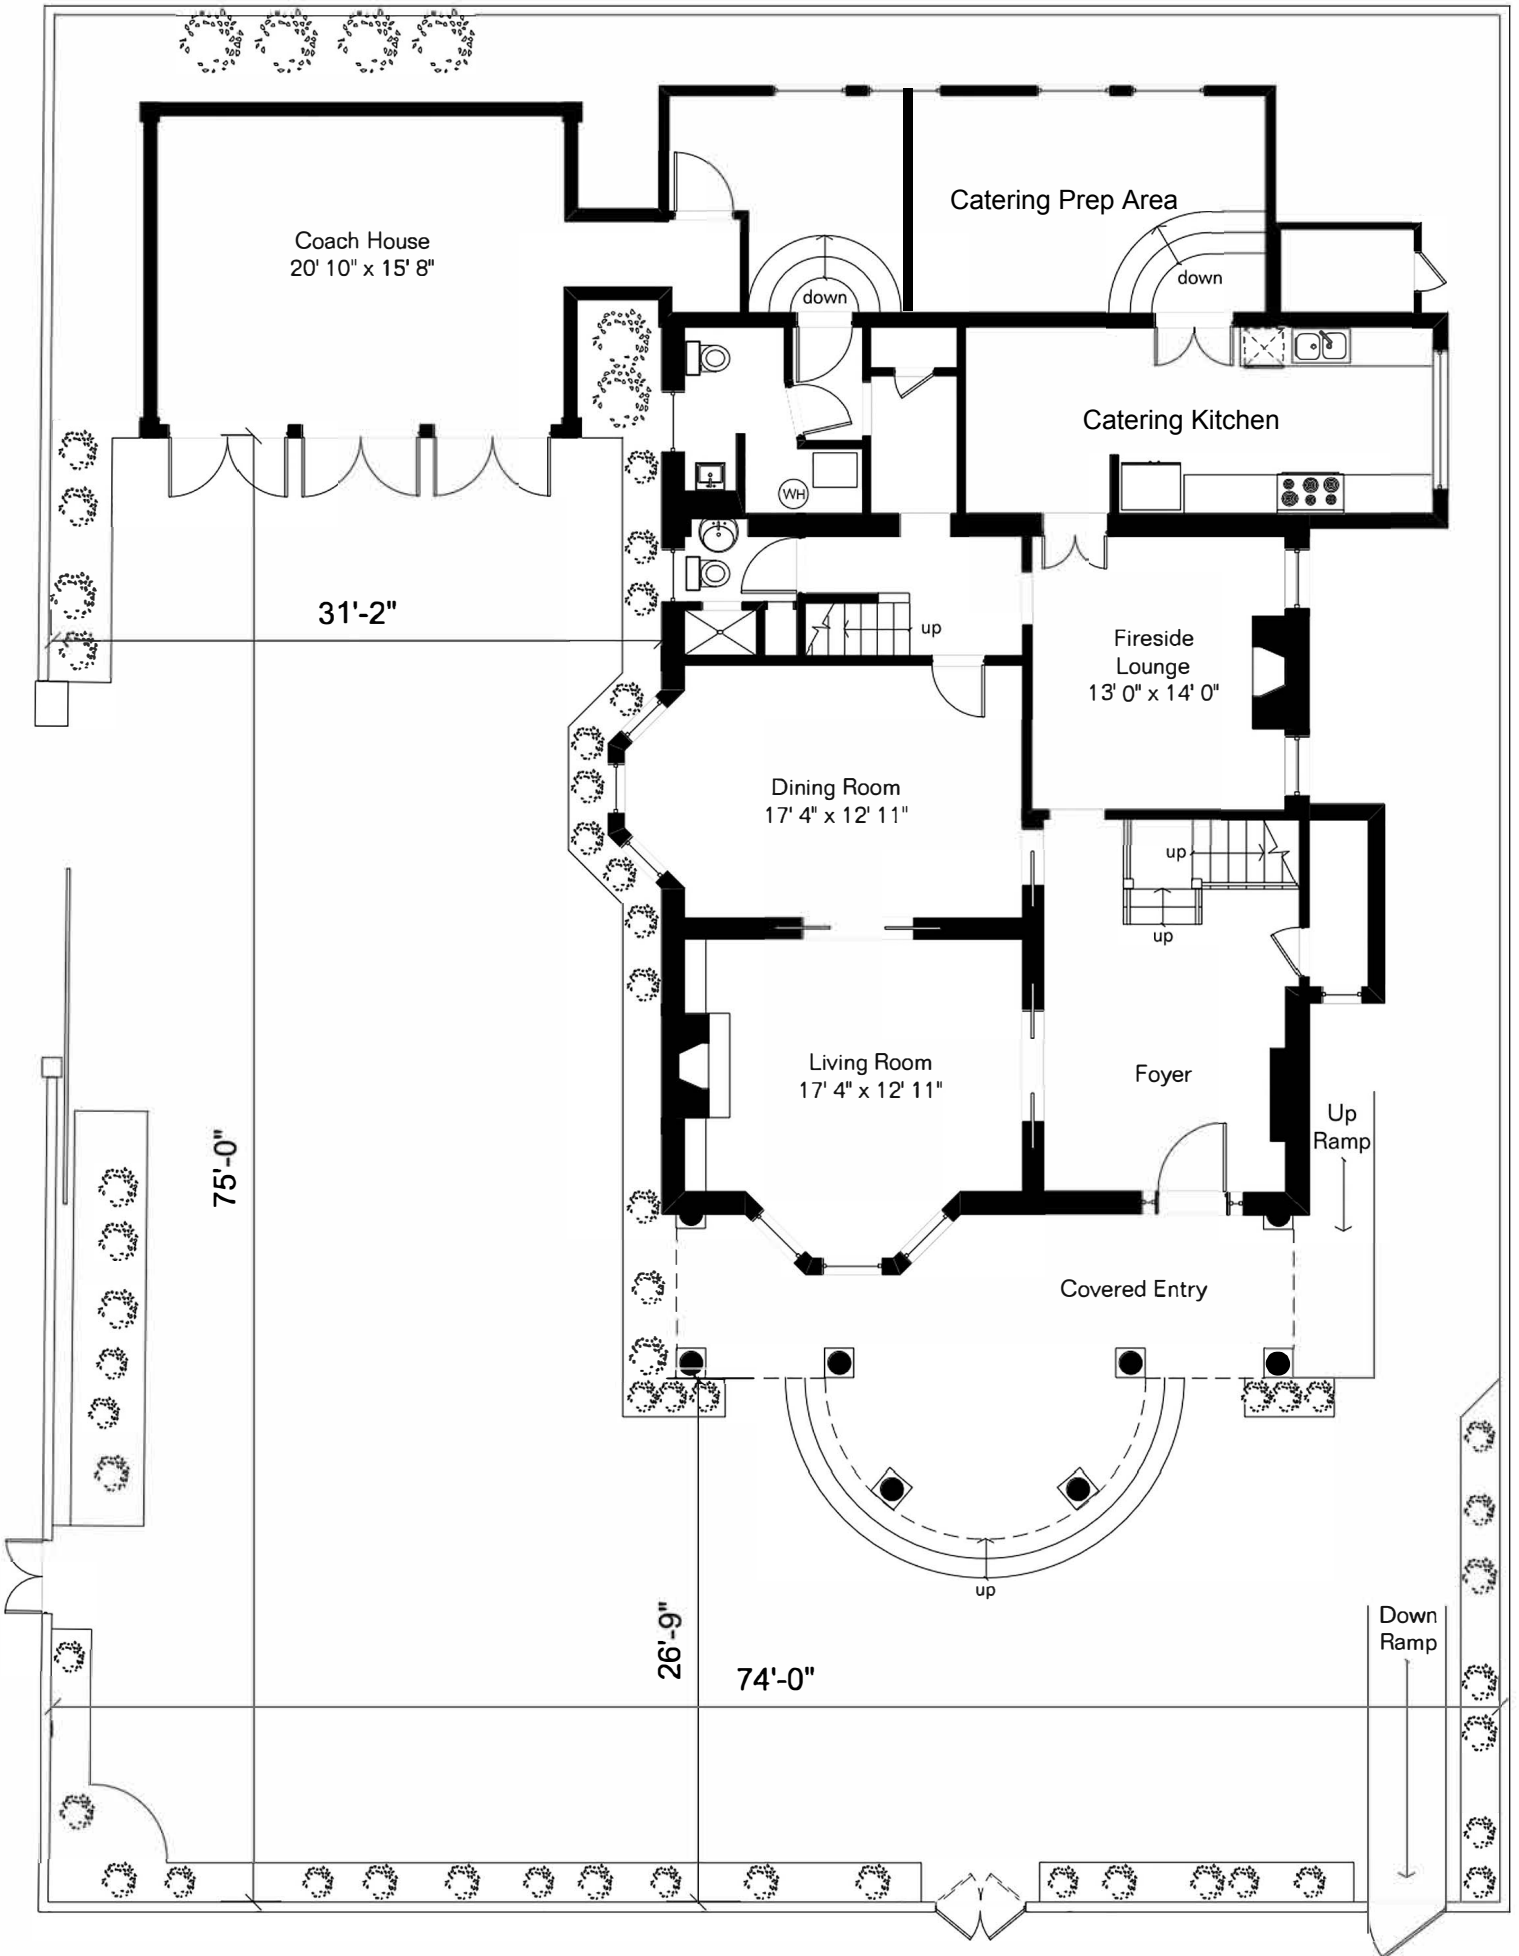 Catering Prep Area
Coach House
20' 10" x 15' 8"
down
down
Catering Kitchen
WH
31'-2"
up
Fireside
Lounge
13' 0" x 14' 0"
Dining Room
17' 4" x 12' 11"
up
up
Living Room
17' 4" x 12' 11"
Foyer
Up
Ramp
75'-0"
Covered Entry
up
Down
Ramp
26'-9"
74'-0"